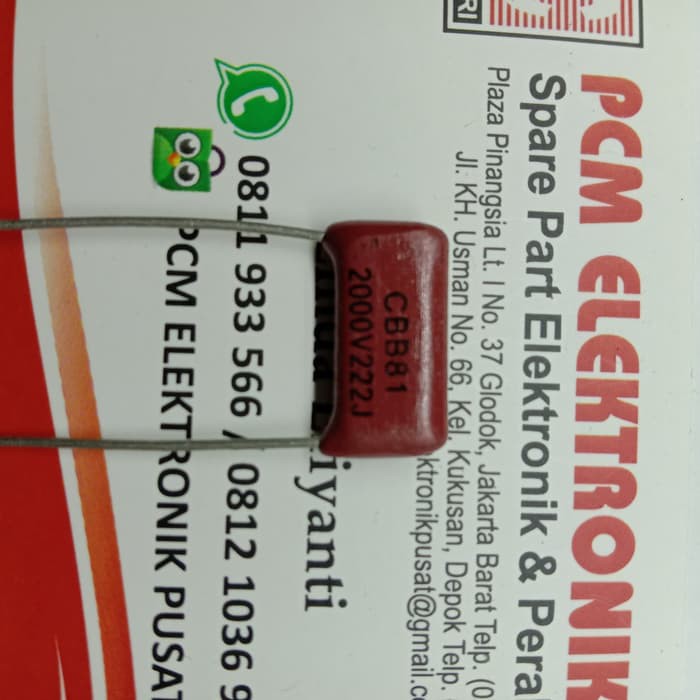 RI
PCM ELEKTRONIK
Spare Part Elektronik & Pera
Plaza Pinangsia Lt. I No. 37 Glodok, Jakarta Barat Telp. (0
Jl. KH. Usman No. 66, Kel. Kukusan, Depok Telp.
ktronikpusat@gmail.c
iyanti
0811 933 566 / 0812 1036 9
PCM ELEKTRONIK PUSAT
CBB81
2000V222J